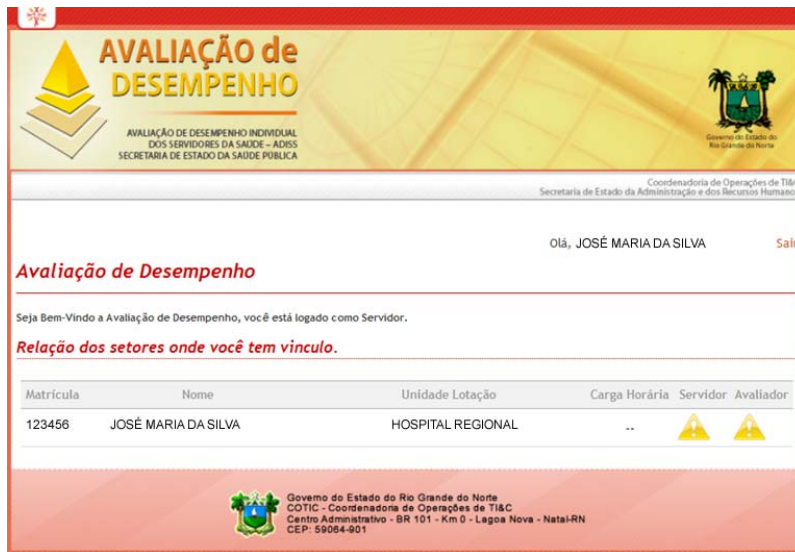 AVALIAÇÃO de
DESEMPENHO
AVALIAÇÃO DE DESEMPENHO INDIVIDUAL
DOS SERVIDORES DA SAÚDE – ADISS
SECRETARIA DE ESTADO DA SAÚDE PÚBLICA
Governo do Estado do
Rio Grande do Norte
Coordenadoria de Operações de TI&
Secretaria de Estado da Administração e dos Recursos Humano
Olá, JOSÉ MARIA DA SILVA Sair
Avaliação de Desempenho
Seja Bem-Vindo a Avaliação de Desempenho, você está logado como Servidor.
Relação dos setores onde você tem vinculo.
Matrícula Nome Unidade Lotação Carga Horária Servidor Avaliador
123456 JOSÉ MARIA DA SILVA HOSPITAL REGIONAL --
Governo do Estado do Rio Grande do Norte
COTIC - Coordenadoria de Operações de TI&C
Centro Administrativo - BR 101 - Km 0 - Lagoa Nova - Natal-RN
CEP: 59064-901